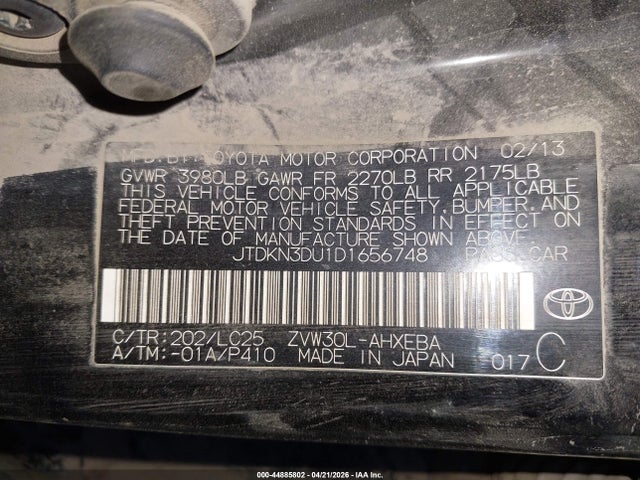 MFD. BY TOYOTA MOTOR CORPORATION 02/13
GVWR 3980LB GAWR FR 2270LB RR 2175LB
THIS VEHICLE CONFORMS TO ALL APPLICABLE
FEDERAL MOTOR VEHICLE SAFETY, BUMPER, AND
THEFT PREVENTION STANDARDS IN EFFECT ON
THE DATE OF MANUFACTURE SHOWN ABOVE.
JTDKN3DU1D1656748 PASS. CAR
C/TR: 202/LC25 ZVW30L-AHXEBA
A/TM: -01A/P410 MADE IN JAPAN 017 C
TOYOTA
000-44885802 - 04/21/2026 - IAA Inc.